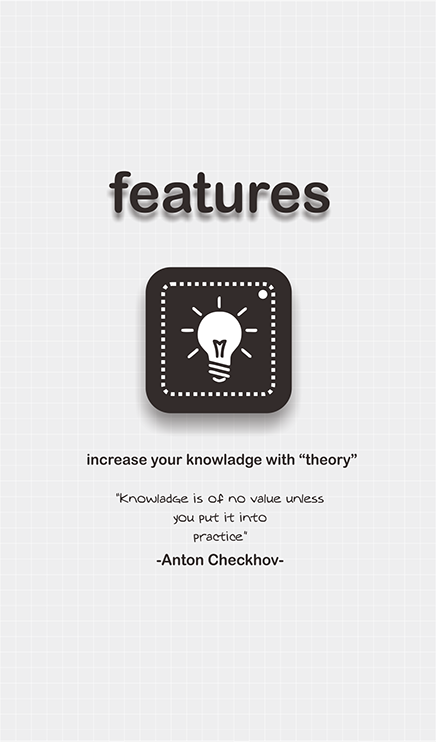 features
increase your knowladge with “theory”
"Knowladge is of no value unless
you put it into
practice"
-Anton Checkhov-